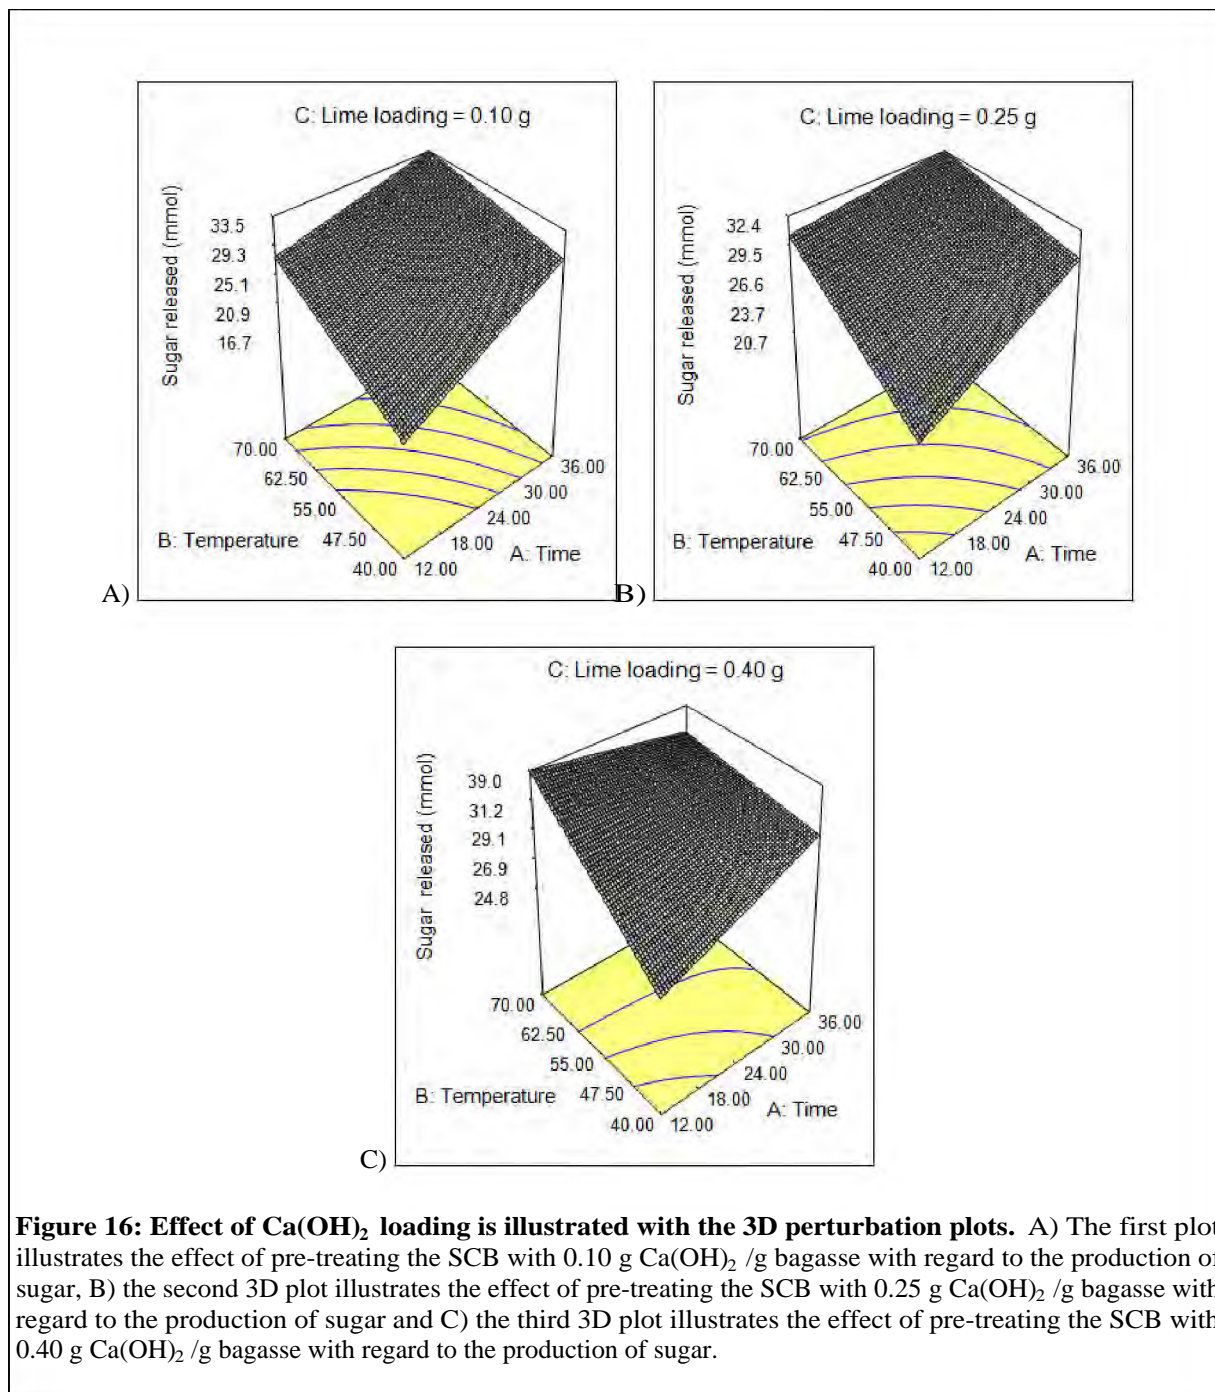 C: Lime loading = 0.10 g
Sugar released (mmol)
33.5
29.3
25.1
20.9
16.7
70.00
62.50
55.00
47.50
40.00
B: Temperature
12.00
18.00
24.00
30.00
36.00
A: Time
A)
C: Lime loading = 0.25 g
Sugar released (mmol)
32.4
29.5
26.6
23.7
20.7
70.00
62.50
55.00
47.50
40.00
B: Temperature
12.00
18.00
24.00
30.00
36.00
A: Time
B)
C: Lime loading = 0.40 g
Sugar released (mmol)
39.0
31.2
29.1
26.9
24.8
70.00
62.50
55.00
47.50
40.00
B: Temperature
12.00
18.00
24.00
30.00
36.00
A: Time
C)
Figure 16: Effect of Ca(OH)₂ loading is illustrated with the 3D perturbation plots. A) The first plot
illustrates the effect of pre-treating the SCB with 0.10 g Ca(OH)₂ /g bagasse with regard to the production of
sugar, B) the second 3D plot illustrates the effect of pre-treating the SCB with 0.25 g Ca(OH)₂ /g bagasse with
regard to the production of sugar and C) the third 3D plot illustrates the effect of pre-treating the SCB with
0.40 g Ca(OH)₂ /g bagasse with regard to the production of sugar.